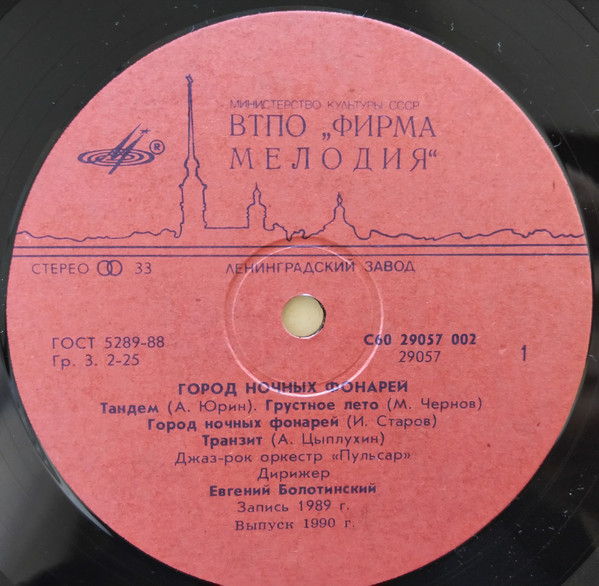 МИНИСТЕРСТВО КУЛЬТУРЫ СССР
ВТПО „ФИРМА
МЕЛОДИЯ“
®
СТЕРЕО 33 ЛЕНИНГРАДСКИЙ ЗАВОД
ГОСТ 5289-88 С60 29057 002
Гр. 3. 2-25 29057 1
ГОРОД НОЧНЫХ ФОНАРЕЙ
Тандем (А. Юрин). Грустное лето (М. Чернов)
Город ночных фонарей (И. Старов)
Транзит (А. Цыплухин)
Джаз-рок оркестр «Пульсар»
Дирижер
Евгений Болотинский
Запись 1989 г.
Выпуск 1990 г.